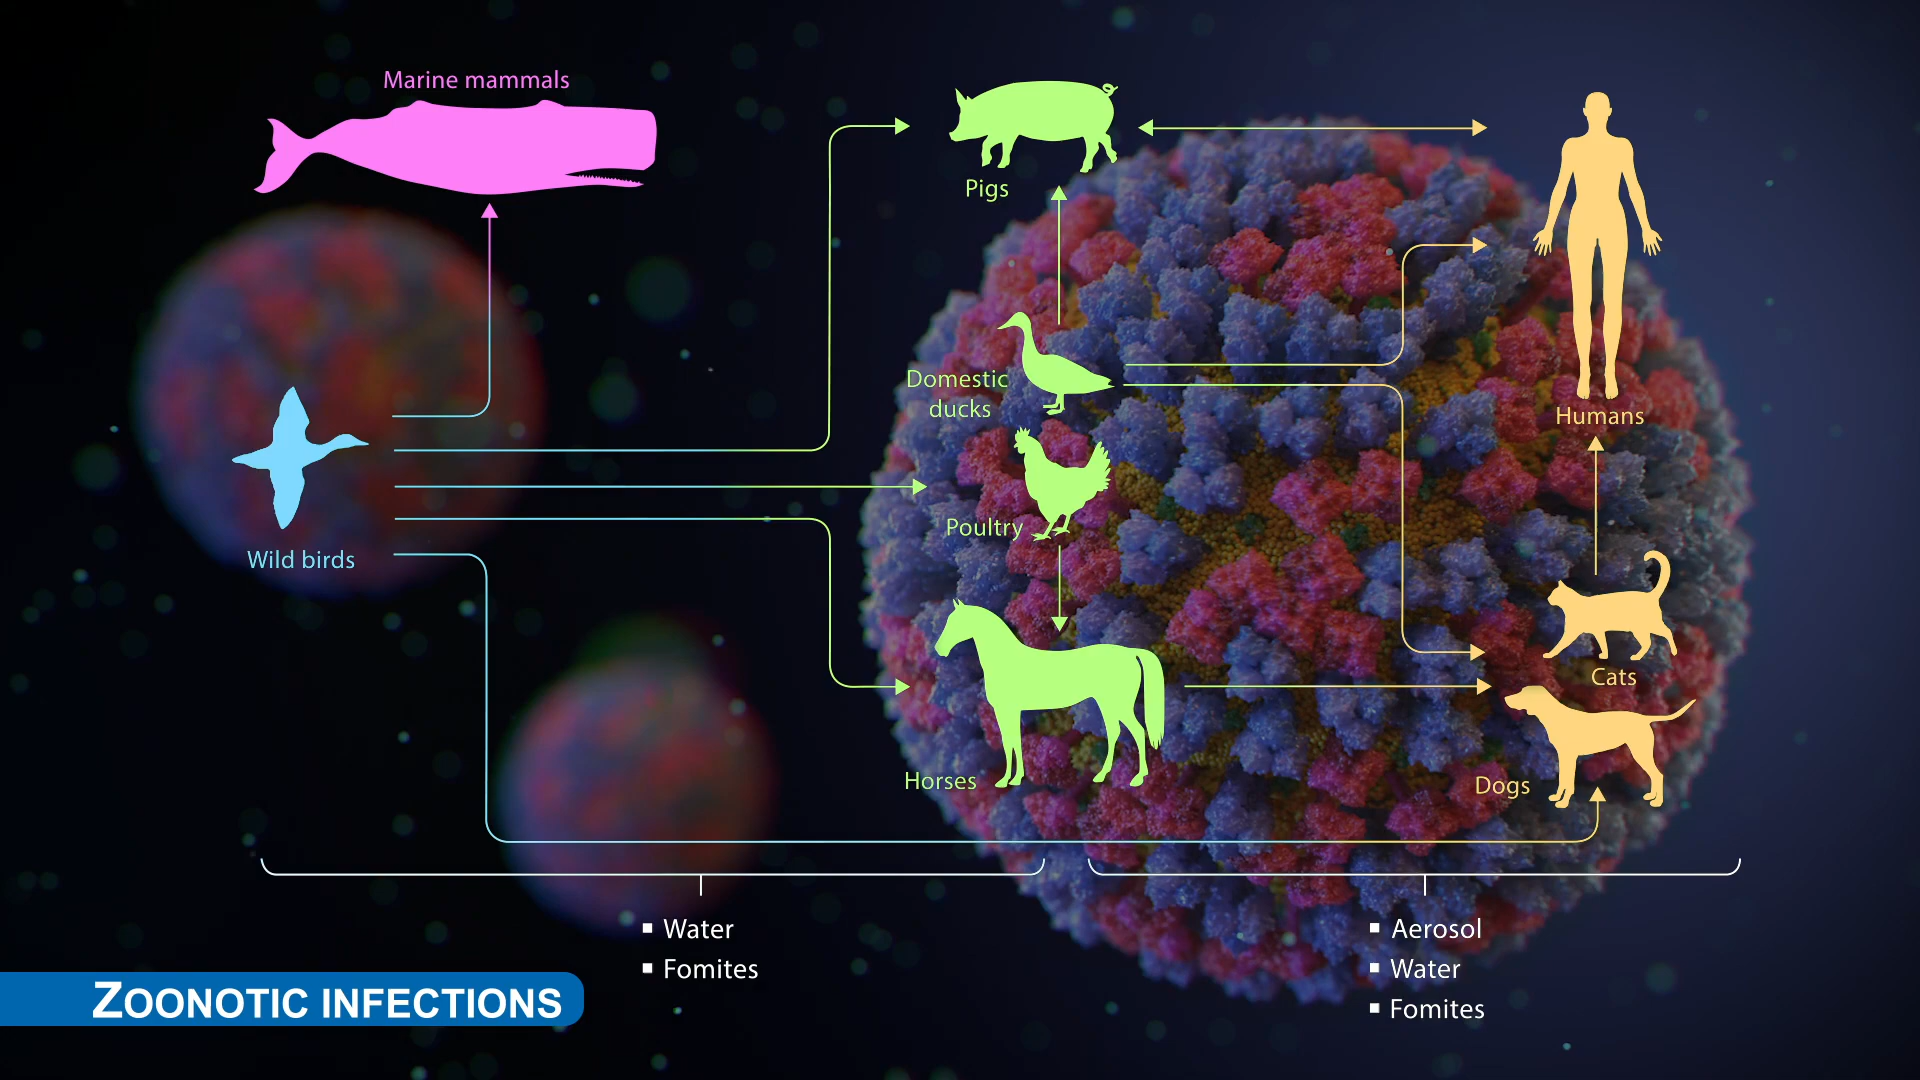 Marine mammals
Pigs
Domestic
ducks
Humans
Poultry
Wild birds
Cats
Horses
Dogs
▪ Water
▪ Fomites
▪ Aerosol
▪ Water
▪ Fomites
ZOONOTIC INFECTIONS